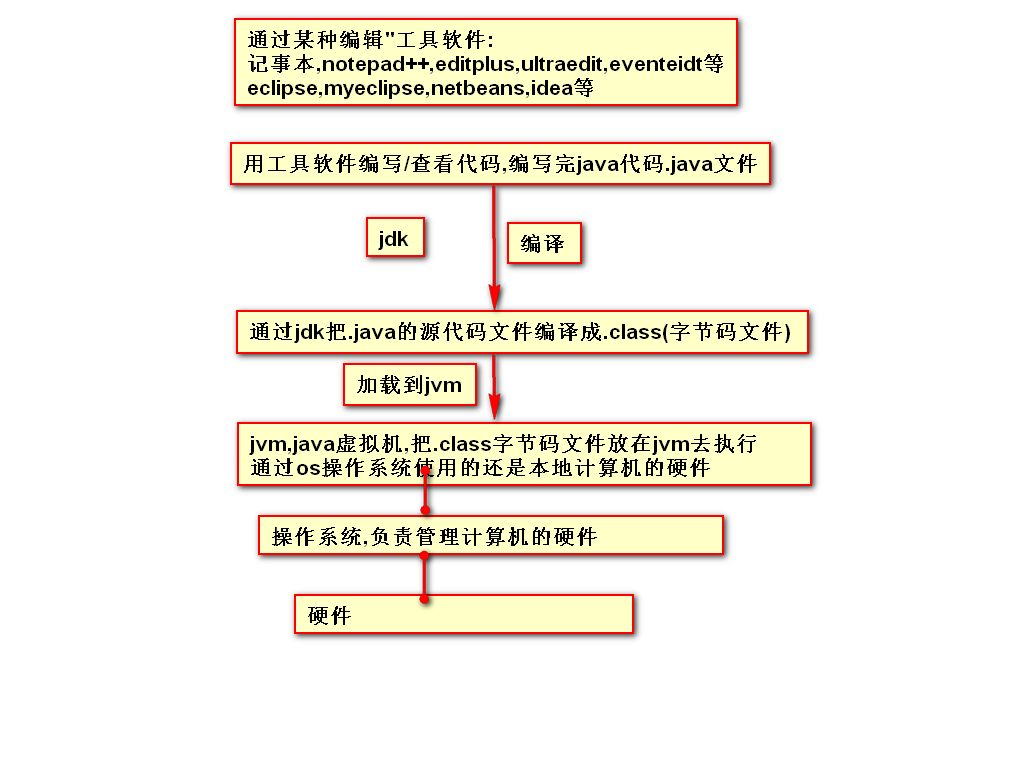 通过某种编辑"工具软件:
记事本,notepad++,editplus,ultraedit,eventeidt等
eclipse,myeclipse,netbeans,idea等
用工具软件编写/查看代码,编写完java代码.java文件
jdk
编译
通过jdk把.java的源代码文件编译成.class(字节码文件)
加载到jvm
jvm,java虚拟机,把.class字节码文件放在jvm去执行
通过os操作系统使用的还是本地计算机的硬件
操作系统,负责管理计算机的硬件
硬件